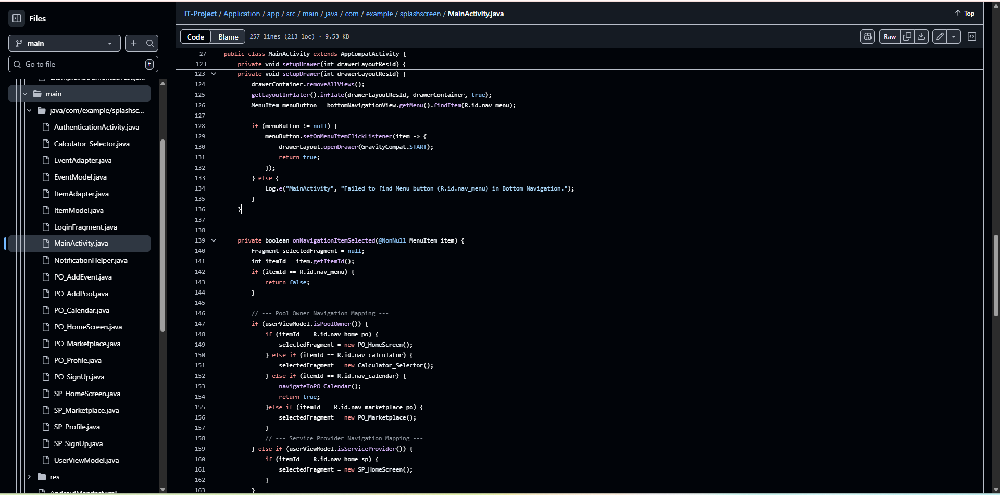 Files
main
Go to file
t
main
java/com/example/splashsc...
AuthenticationActivity.java
Calculator_Selector.java
EventAdapter.java
EventModel.java
ItemAdapter.java
ItemModel.java
LoginFragment.java
MainActivity.java
NotificationHelper.java
PO_AddEvent.java
PO_AddPool.java
PO_Calendar.java
PO_HomeScreen.java
PO_Marketplace.java
PO_Profile.java
PO_SignUp.java
SP_HomeScreen.java
SP_Marketplace.java
SP_Profile.java
SP_SignUp.java
UserViewModel.java
res
AndroidManifest.xml
IT-Project / Application / app / src / main / java / com / example / splashscreen / MainActivity.java
Top
Code Blame 257 lines (213 loc) · 9.53 KB
Raw
27 public class MainActivity extends AppCompatActivity {
123 private void setupDrawer(int drawerLayoutResId) {
123 private void setupDrawer(int drawerLayoutResId) {
124 drawerContainer.removeAllViews();
125 getLayoutInflater().inflate(drawerLayoutResId, drawerContainer, true);
126 MenuItem menuButton = bottomNavigationView.getMenu().findItem(R.id.nav_menu);
127
128 if (menuButton != null) {
129 menuButton.setOnMenuItemClickListener(item -> {
130 drawerLayout.openDrawer(GravityCompat.START);
131 return true;
132 });
133 } else {
134 Log.e("MainActivity", "Failed to find Menu button (R.id.nav_menu) in Bottom Navigation.");
135 }
136 }
137
138
139 private boolean onNavigationItemSelected(@NonNull MenuItem item) {
140 Fragment selectedFragment = null;
141 int itemId = item.getItemId();
142 if (itemId == R.id.nav_menu) {
143 return false;
144 }
145
146 // --- Pool Owner Navigation Mapping ---
147 if (userViewModel.isPoolOwner()) {
148 if (itemId == R.id.nav_home_po) {
149 selectedFragment = new PO_HomeScreen();
150 } else if (itemId == R.id.nav_calculator) {
151 selectedFragment = new Calculator_Selector();
152 } else if (itemId == R.id.nav_calendar) {
153 navigateToPO_Calendar();
154 return true;
155 }else if (itemId == R.id.nav_marketplace_po) {
156 selectedFragment = new PO_Marketplace();
157 }
158 // --- Service Provider Navigation Mapping ---
159 } else if (userViewModel.isServiceProvider()) {
160 if (itemId == R.id.nav_home_sp) {
161 selectedFragment = new SP_HomeScreen();
162 }
163 }